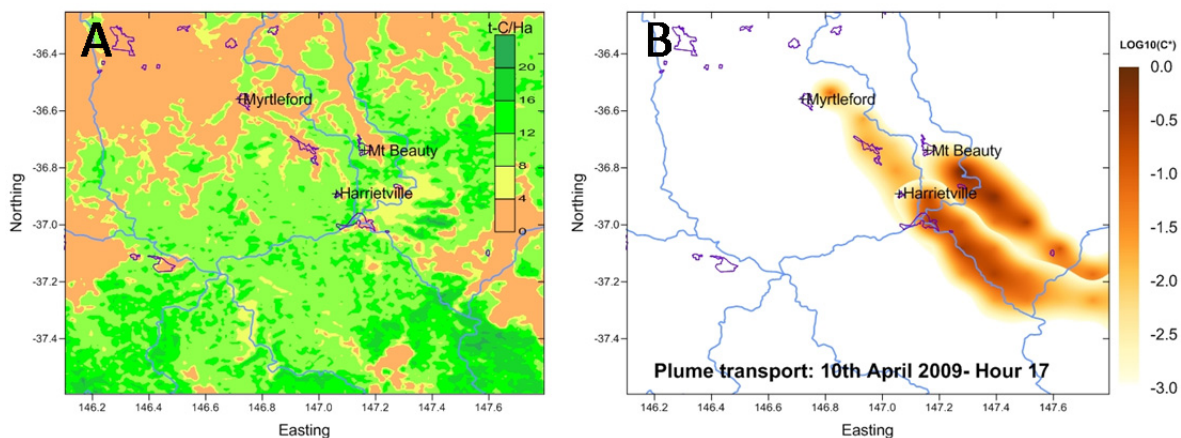 A
t-C/Ha
20
16
12
8
4
0
-36.4
-36.6
-36.8
-37.0
-37.2
-37.4
Northing
Myrtleford
Mt Beauty
Harrietville
146.2
146.4
146.6
146.8
147.0
147.2
147.4
147.6
Easting
B
LOG10(C*)
0.0
-0.5
-1.0
-1.5
-2.0
-2.5
-3.0
-36.4
-36.6
-36.8
-37.0
-37.2
-37.4
Northing
Myrtleford
Mt Beauty
Harrietville
Plume transport: 10th April 2009- Hour 17
146.2
146.4
146.6
146.8
147.0
147.2
147.4
147.6
Easting